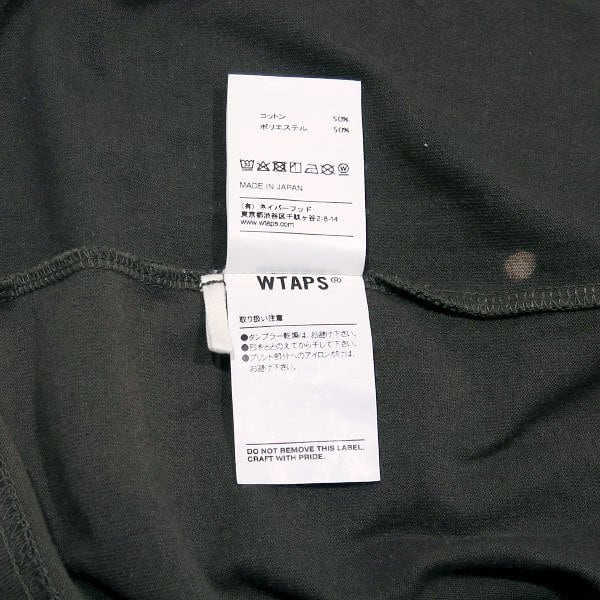 コットン 50%
ポリエステル 50%
MADE IN JAPAN
(有) ネイバーフッド
東京都渋谷区千駄ヶ谷2-8-14
www.wtaps.com
WTAPS®
取り扱い注意
●タンブラー乾燥は、お避け下さい。
●形をととのえてから干して下さい。
●プリント部分へのアイロンがけは、
お避け下さい。
DO NOT REMOVE THIS LABEL.
CRAFT WITH PRIDE.